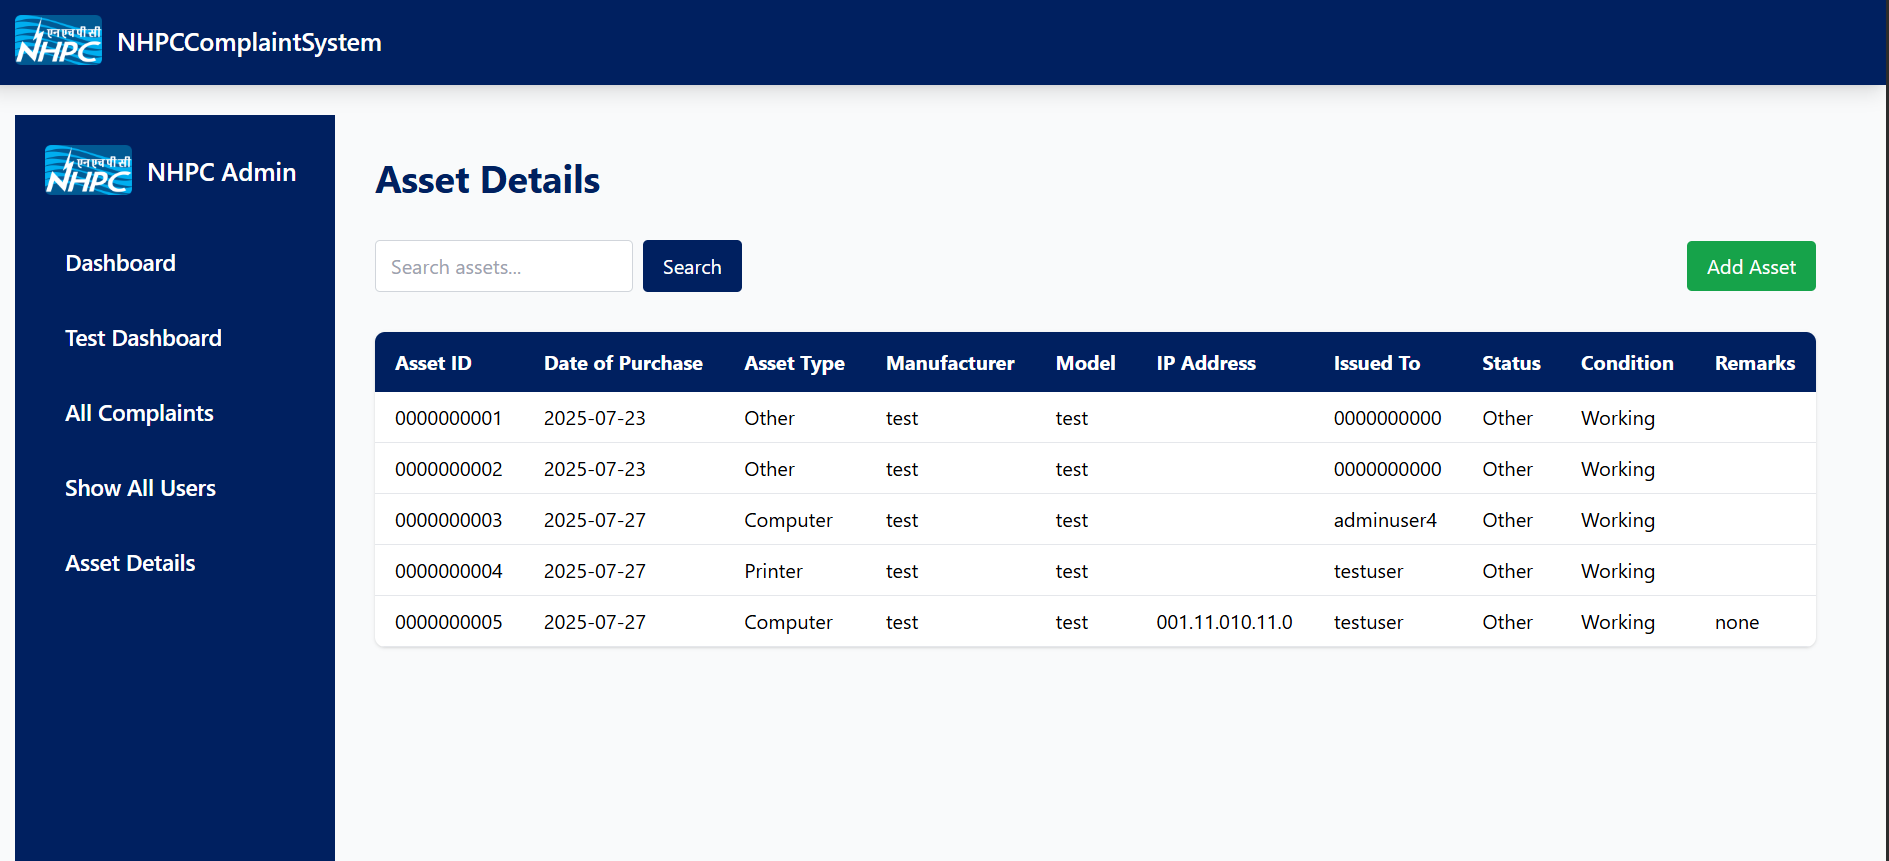 एनएचपीसी
NHPC
NHPCComplaintSystem
एनएचपीसी
NHPC
NHPC Admin
Dashboard
Test Dashboard
All Complaints
Show All Users
Asset Details
Asset Details
Search assets...
Search
Add Asset
Asset ID Date of Purchase Asset Type Manufacturer Model IP Address Issued To Status Condition Remarks
0000000001 2025-07-23 Other test test 0000000000 Other Working
0000000002 2025-07-23 Other test test 0000000000 Other Working
0000000003 2025-07-27 Computer test test adminuser4 Other Working
0000000004 2025-07-27 Printer test test testuser Other Working
0000000005 2025-07-27 Computer test test 001.11.010.11.0 testuser Other Working none